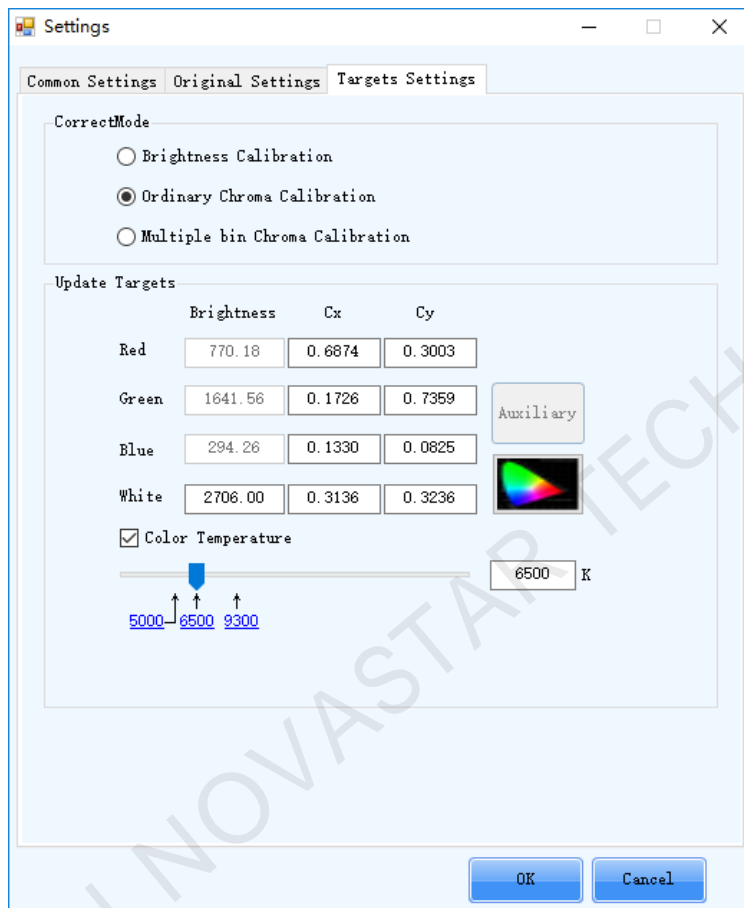 Settings
Common Settings Original Settings Targets Settings
CorrectMode
Brightness Calibration
Ordinary Chroma Calibration
Multiple bin Chroma Calibration
Update Targets
Brightness Cx Cy
Red 770.18 0.6874 0.3003
Green 1641.56 0.1726 0.7359
Auxiliary
Blue 294.26 0.1330 0.0825
White 2706.00 0.3136 0.3236
Color Temperature
6500 K
5000 6500 9300
OK Cancel
NOVASTAR TECH